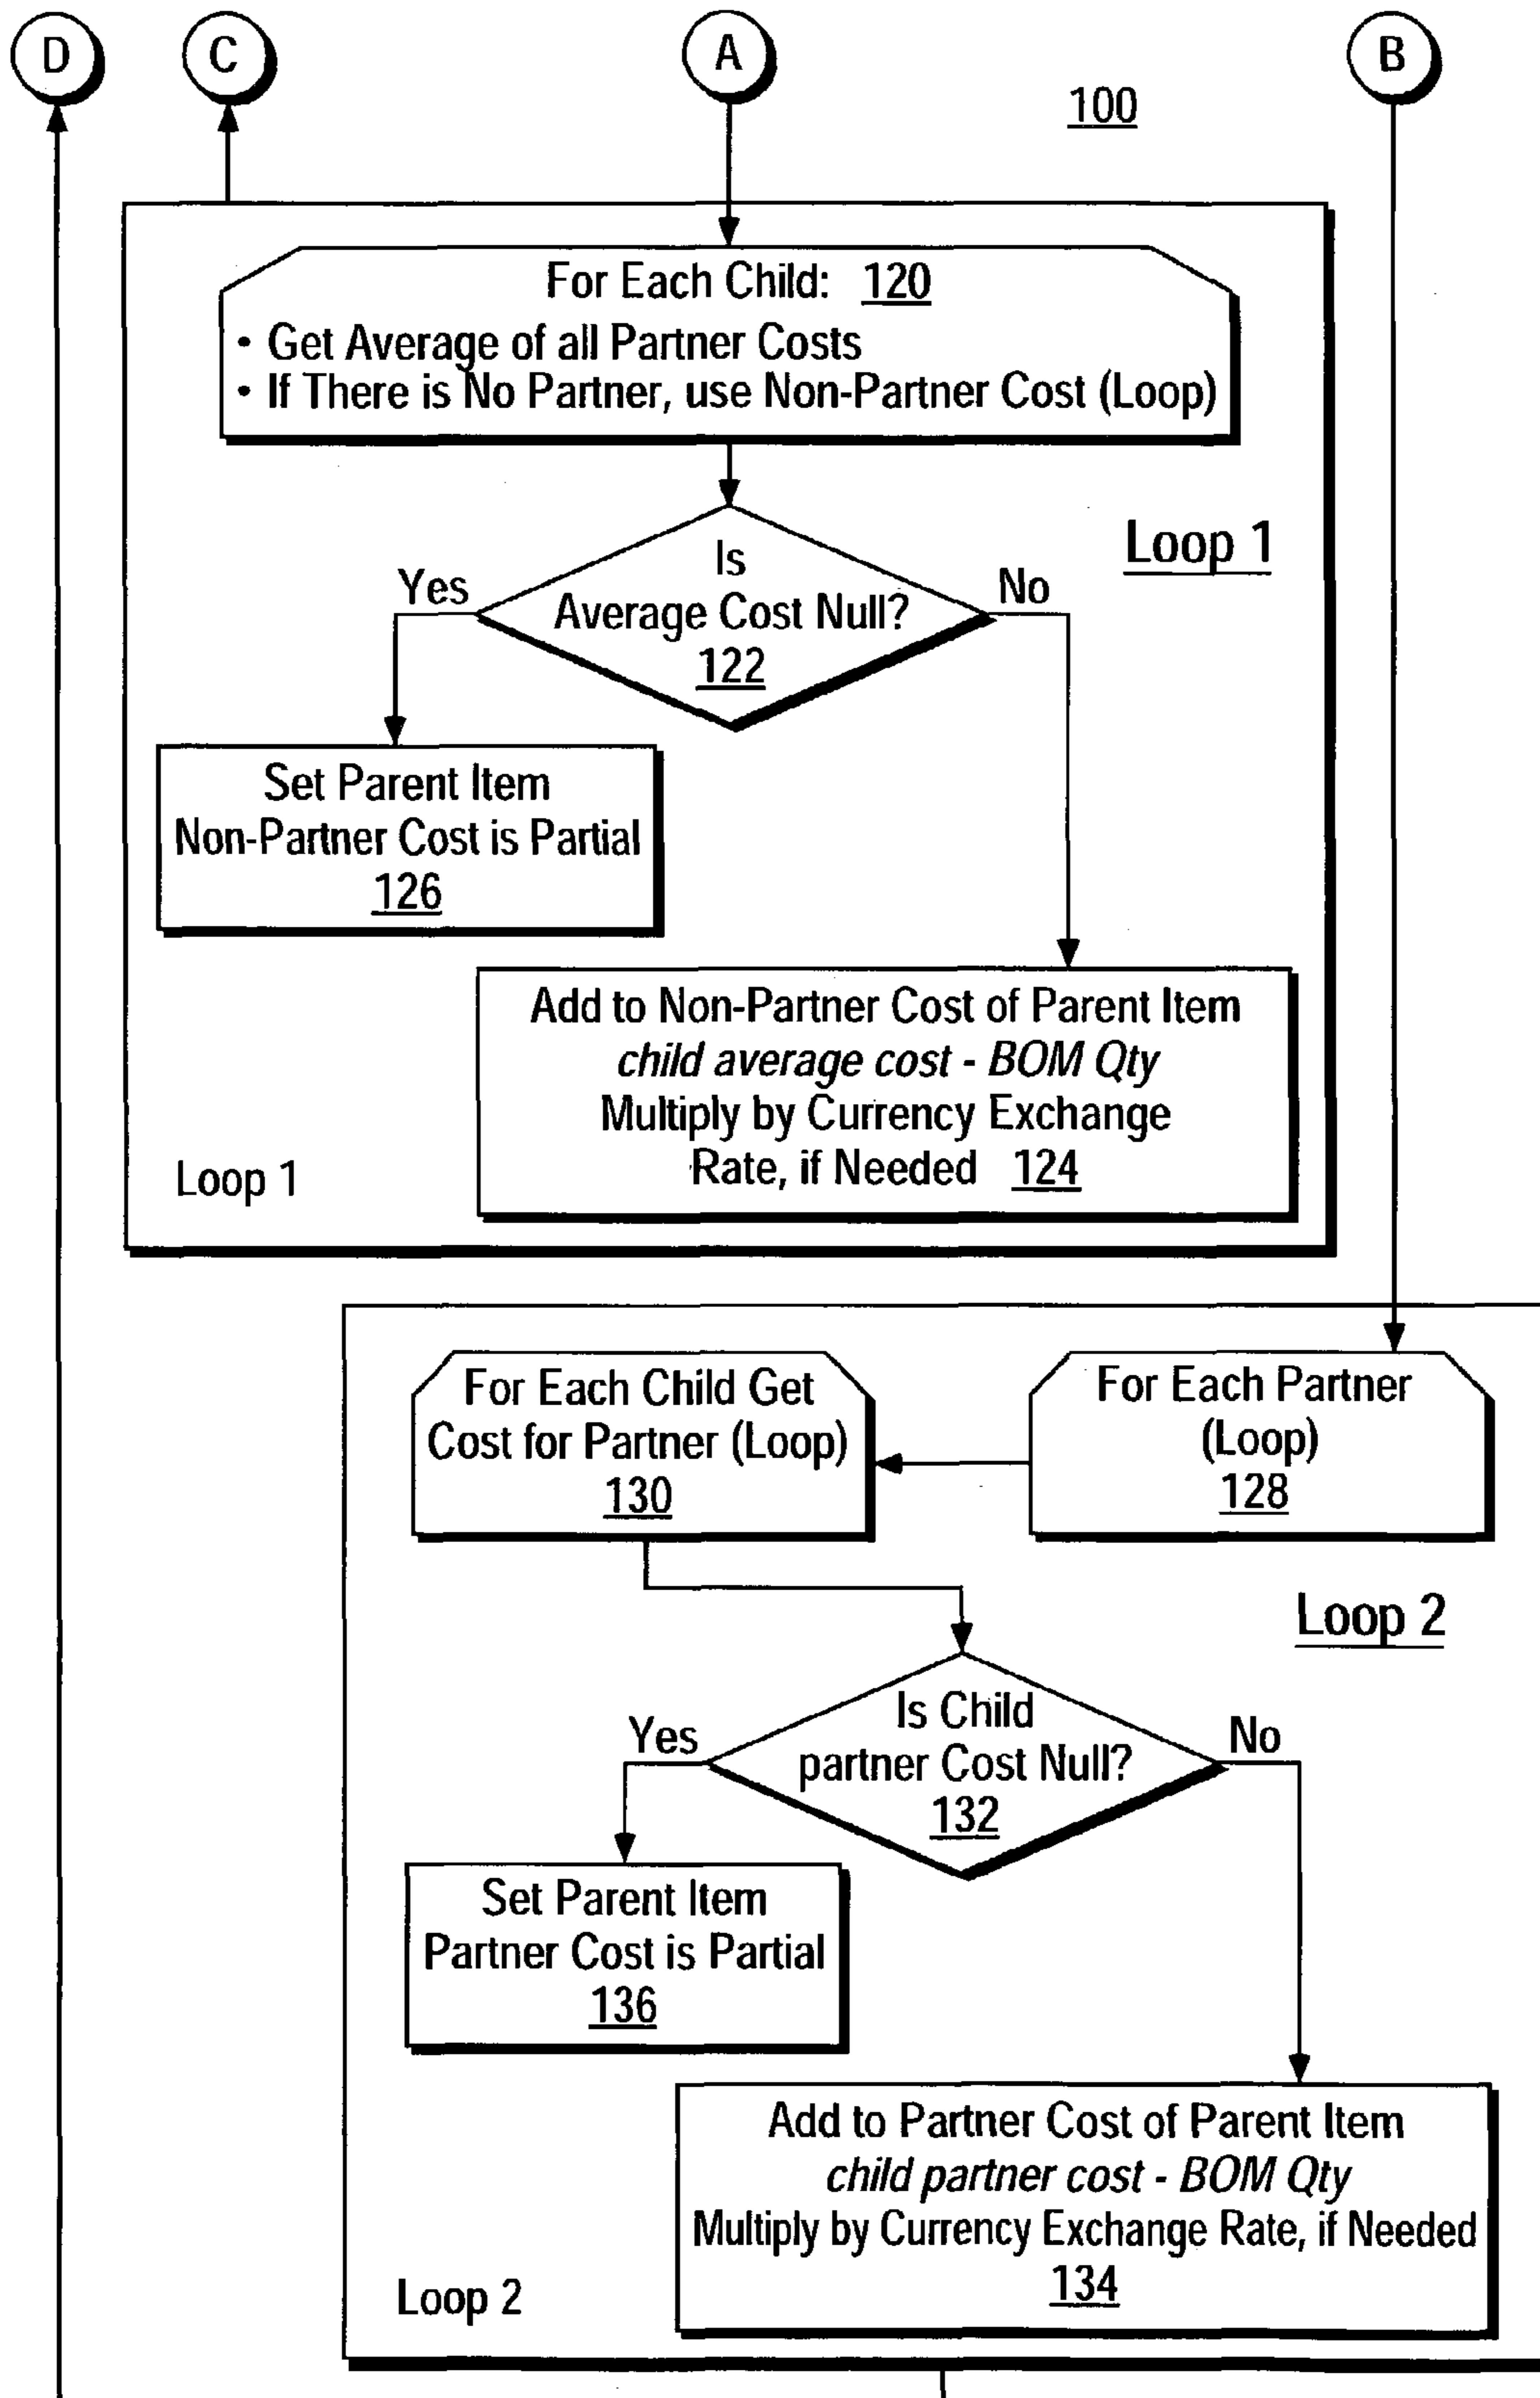 D
C
A
B
100
For Each Child: 120
• Get Average of all Partner Costs
• If There is No Partner, use Non-Partner Cost (Loop)
Loop 1
Is
Average Cost Null?
122
Yes
No
Set Parent Item
Non-Partner Cost is Partial
126
Add to Non-Partner Cost of Parent Item
child average cost - BOM Qty
Multiply by Currency Exchange
Rate, if Needed 124
Loop 1
For Each Child Get
Cost for Partner (Loop)
130
For Each Partner
(Loop)
128
Loop 2
Is Child
partner Cost Null?
132
Yes
No
Set Parent Item
Partner Cost is Partial
136
Add to Partner Cost of Parent Item
child partner cost - BOM Qty
Multiply by Currency Exchange Rate, if Needed
134
Loop 2